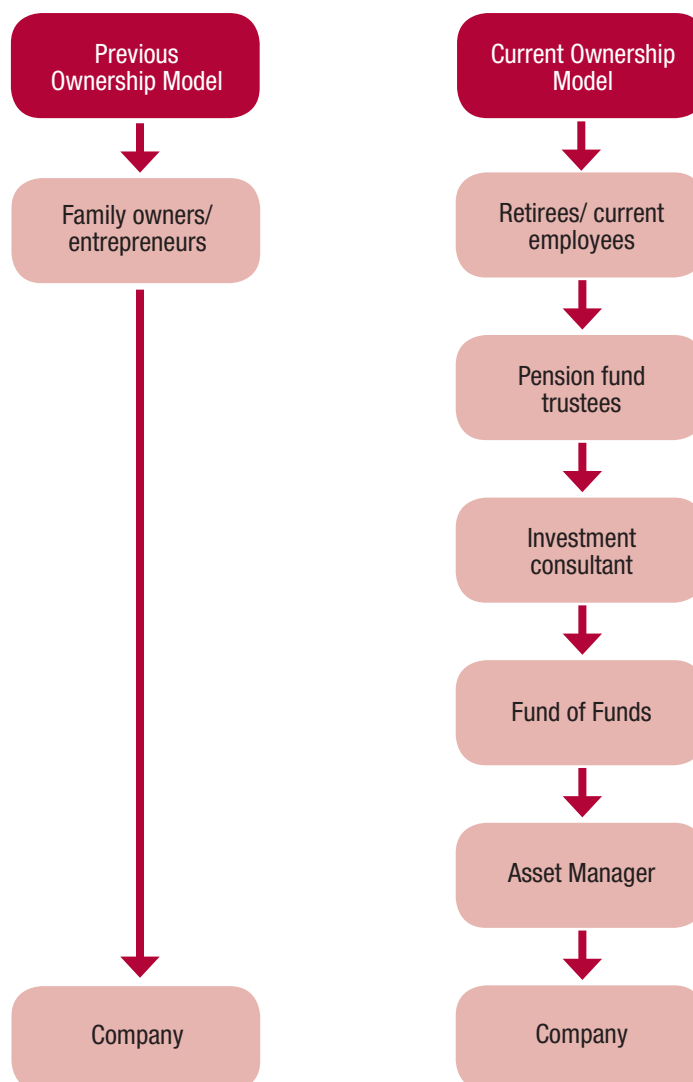 Previous
Ownership Model
Family owners/
entrepreneurs
Company
Current Ownership
Model
Retirees/ current
employees
Pension fund
trustees
Investment
consultant
Fund of Funds
Asset Manager
Company